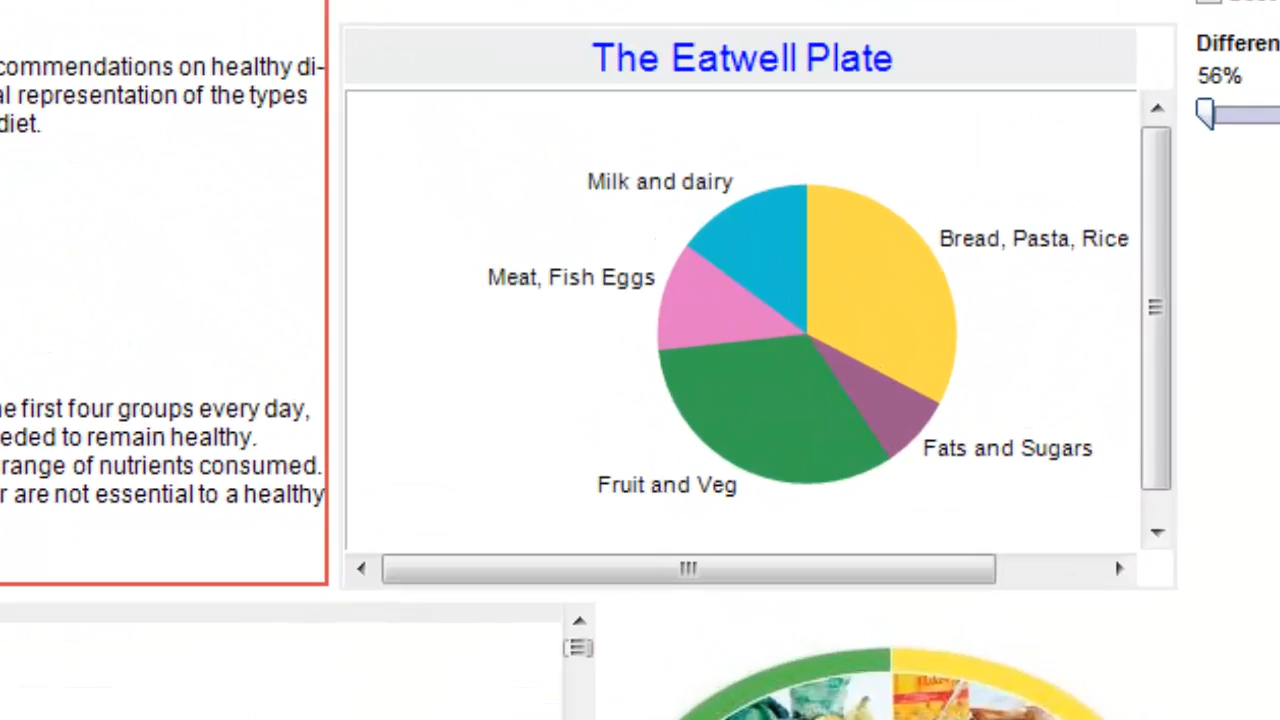 commendations on healthy di-
al representation of the types
diet.
e first four groups every day,
eded to remain healthy.
range of nutrients consumed.
r are not essential to a healthy
The Eatwell Plate
Milk and dairy
Bread, Pasta, Rice
Meat, Fish Eggs
Fats and Sugars
Fruit and Veg
Differen
56%